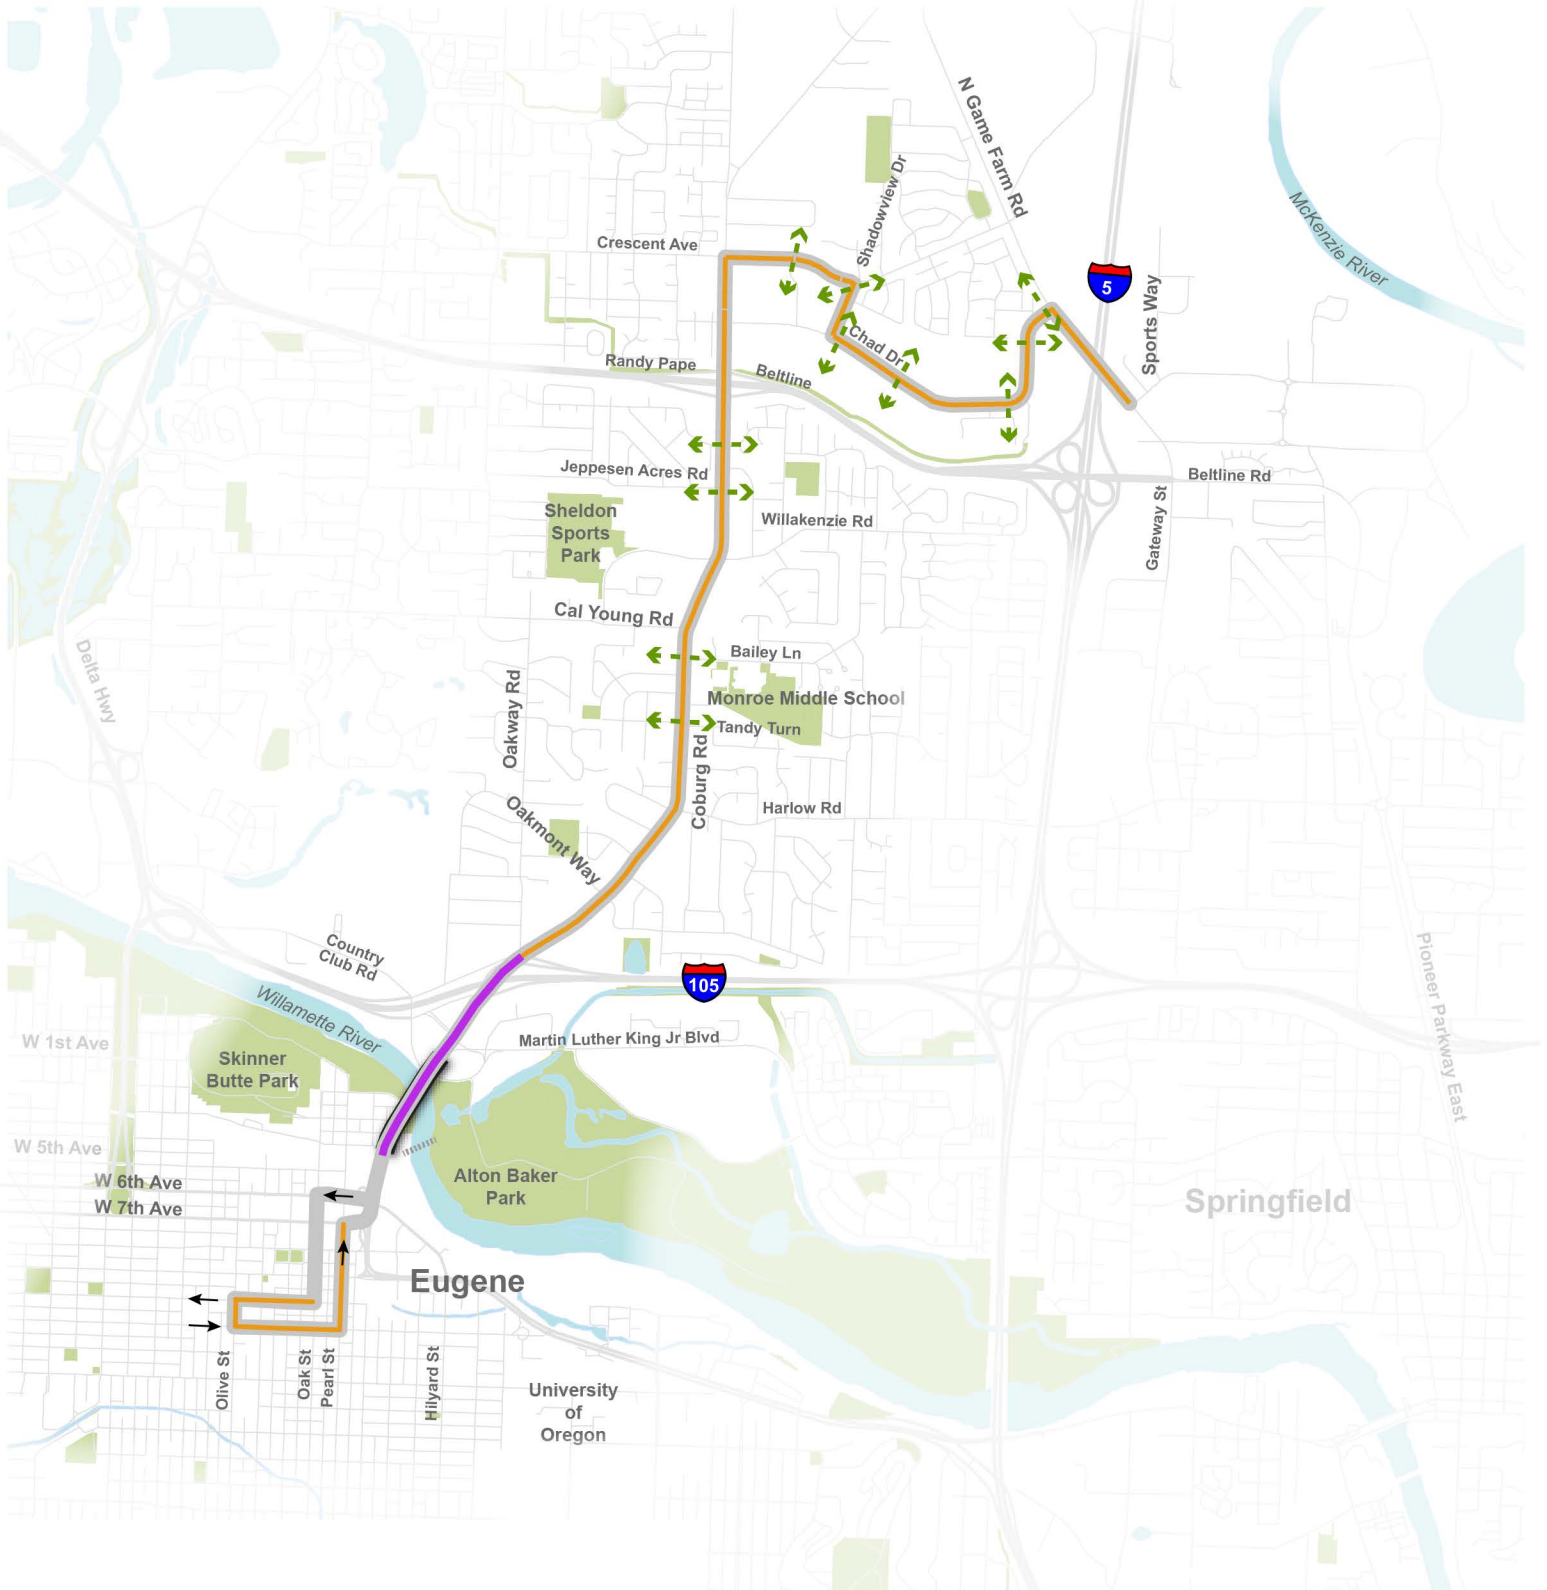 N Game Farm Rd
Shadowview Dr
McKenzie River
Crescent Ave
5
Sports Way
Chad Dr
Randy Pape
Beltline
Jeppesen Acres Rd
Beltline Rd
Gateway St
Sheldon
Sports
Park
Willakenzie Rd
Cal Young Rd
Bailey Ln
Delta Hwy
Oakway Rd
Monroe Middle School
Tandy Turn
Coburg Rd
Harlow Rd
Oakmont Way
Country
Club Rd
Pioneer Parkway East
105
Willamette River
Martin Luther King Jr Blvd
W 1st Ave
Skinner
Butte Park
W 5th Ave
W 6th Ave
W 7th Ave
Alton Baker
Park
Springfield
Eugene
Olive St
Oak St
Pearl St
Hilyard St
University
of
Oregon